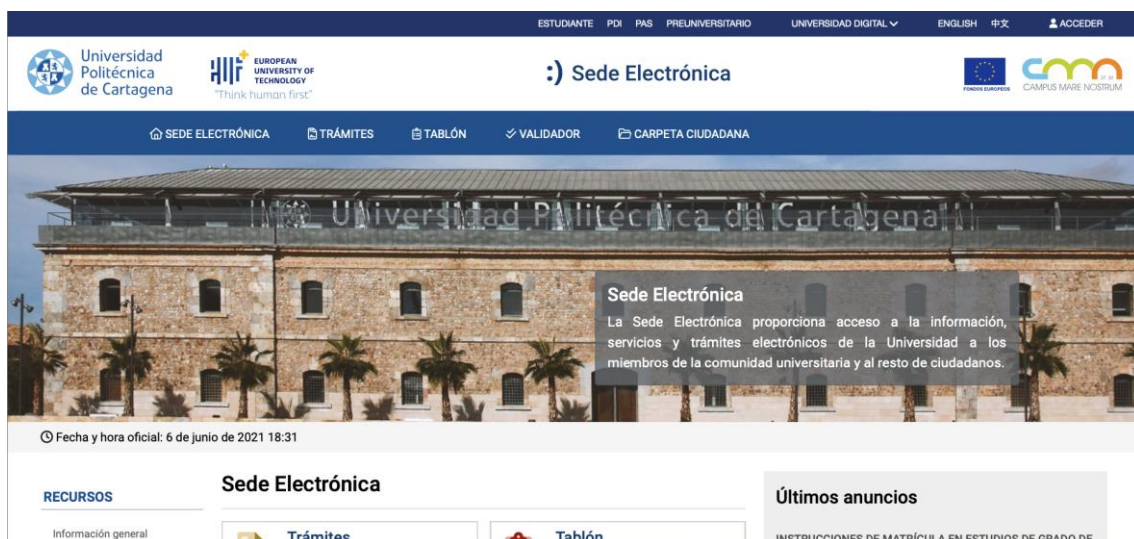 ESTUDIANTE PDI PAS PREUNIVERSITARIO UNIVERSIDAD DIGITAL ENGLISH 中文 ACCEDER
Universidad
Politécnica
de Cartagena
EUROPEAN
UNIVERSITY OF
TECHNOLOGY
"Think human first"
:) Sede Electrónica
FONDOS EUROPEOS
CAMPUS MARE NOSTRUM
SEDE ELECTRÓNICA TRÁMITES TABLÓN VALIDADOR CARPETA CIUDADANA
Universidad Politécnica de Cartagena
Sede Electrónica
La Sede Electrónica proporciona acceso a la información,
servicios y trámites electrónicos de la Universidad a los
miembros de la comunidad universitaria y al resto de ciudadanos.
Fecha y hora oficial: 6 de junio de 2021 18:31
RECURSOS
Información general
Sede Electrónica
Trámites
Tablón
Últimos anuncios
INSTRUCCIONES DE MATRÍCULA EN ESTUDIOS DE GRADO DE